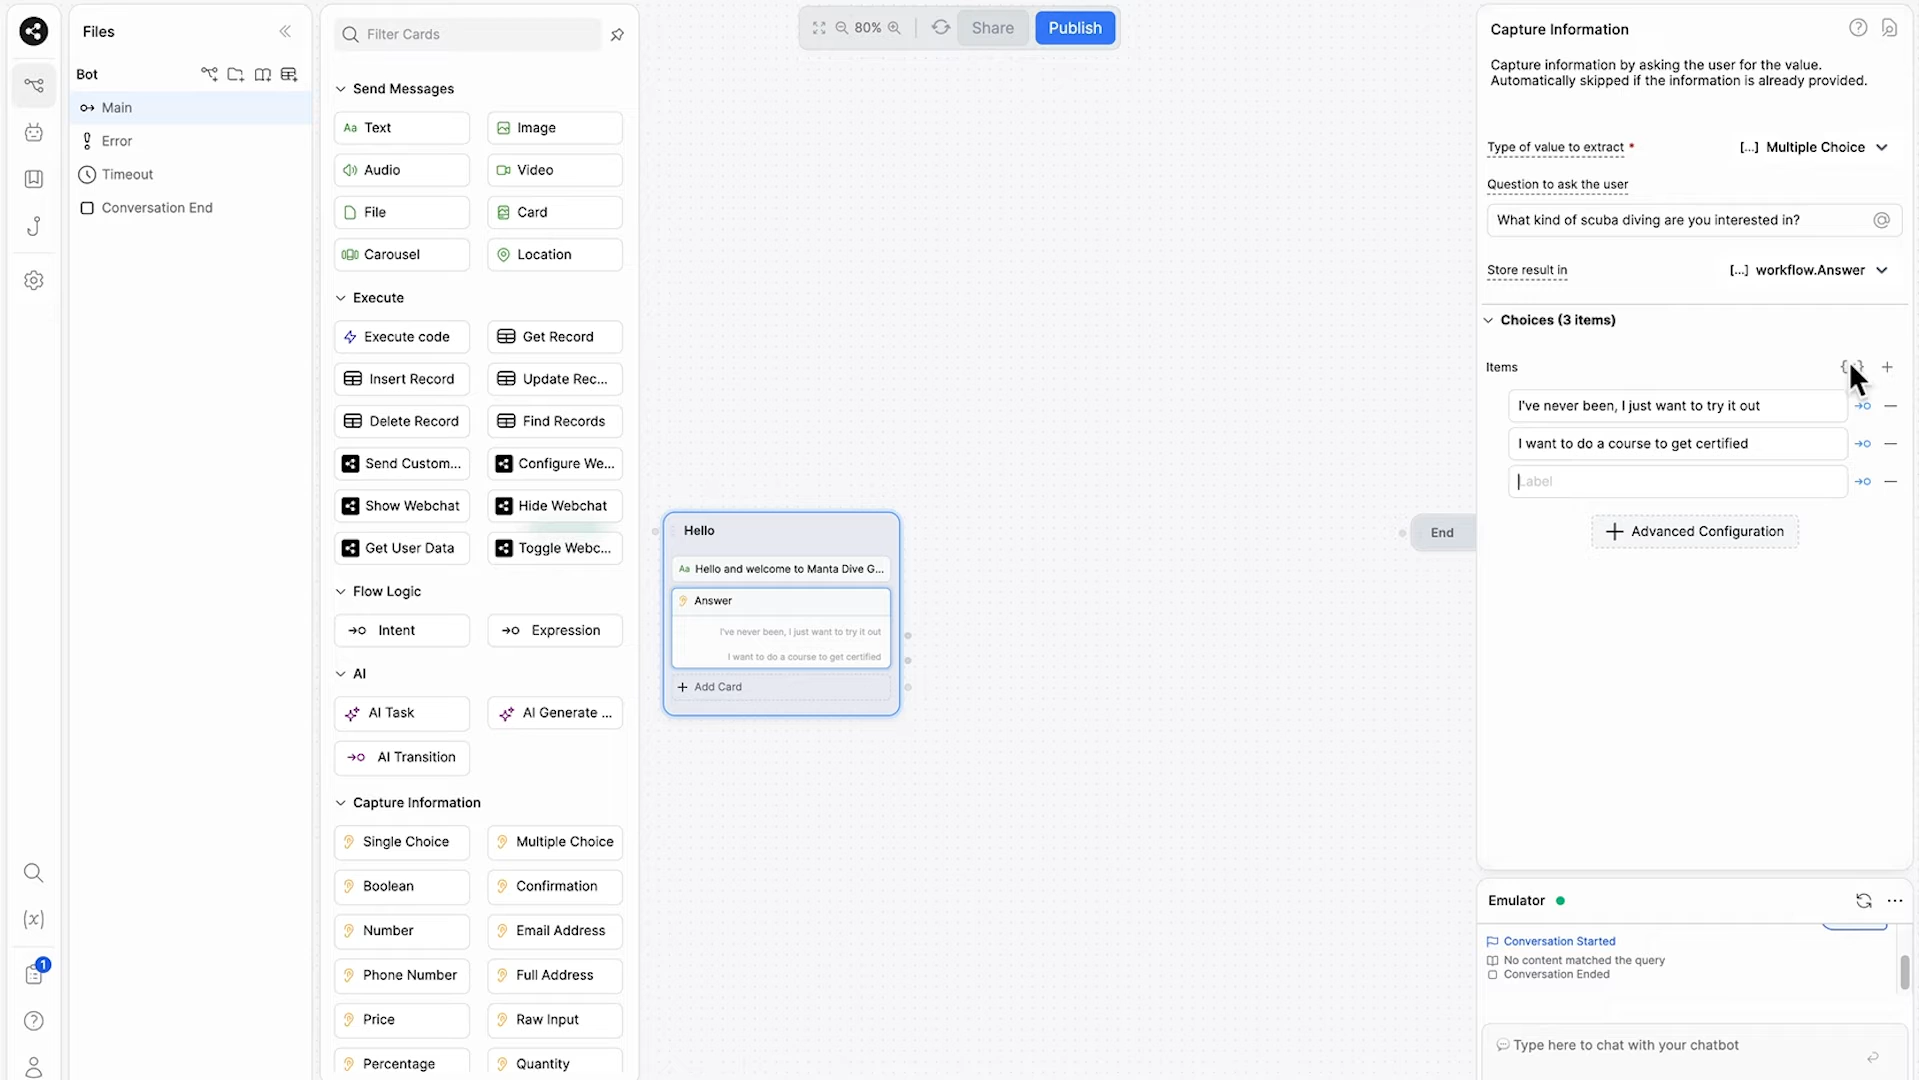 Files
Bot
Main
Error
Timeout
Conversation End
1
Filter Cards
Send Messages
Text
Image
Audio
Video
File
Card
Carousel
Location
Execute
Execute code
Get Record
Insert Record
Update Rec...
Delete Record
Find Records
Send Custom...
Configure We...
Show Webchat
Hide Webchat
Get User Data
Toggle Webc...
Flow Logic
Intent
Expression
AI
AI Task
AI Generate ...
AI Transition
Capture Information
Single Choice
Multiple Choice
Boolean
Confirmation
Number
Email Address
Phone Number
Full Address
Price
Raw Input
Percentage
Quantity
80%
Share
Publish
Hello
Aa Hello and welcome to Manta Dive G...
Answer
I've never been, I just want to try it out
I want to do a course to get certified
+ Add Card
End
Capture Information
Capture information by asking the user for the value.
Automatically skipped if the information is already provided.
Type of value to extract *
[...] Multiple Choice
Question to ask the user
What kind of scuba diving are you interested in?
Store result in
[...] workflow.Answer
Choices (3 items)
Items
I've never been, I just want to try it out
I want to do a course to get certified
Label
+ Advanced Configuration
Emulator
Conversation Started
No content matched the query
Conversation Ended
Type here to chat with your chatbot